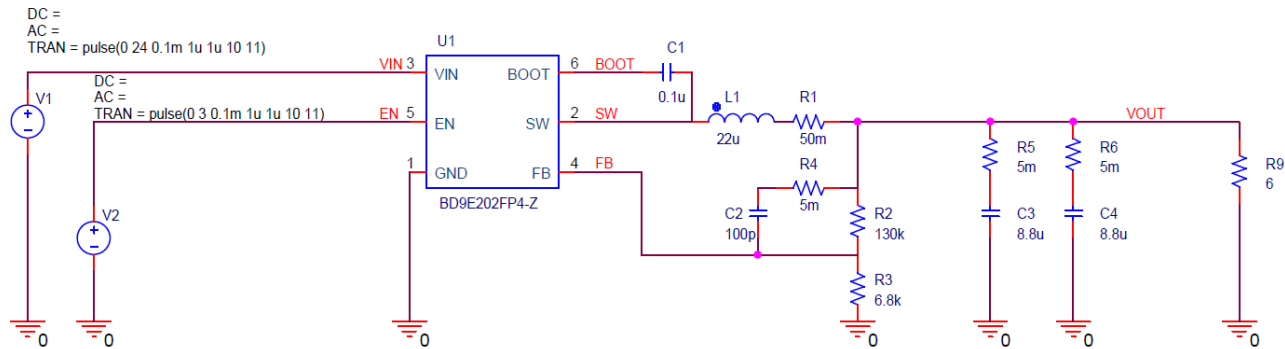 DC =
AC =
TRAN = pulse(0 24 0.1m 1u 1u 10 11)
V1
DC =
AC =
TRAN = pulse(0 3 0.1m 1u 1u 10 11)
V2
U1
VIN 3 VIN
EN 5 EN
1 GND
BOOT 6 BOOT
SW 2 SW
FB 4 FB
BD9E202FP4-Z
C1
0.1u
L1
22u
R1
50m
R4
5m
C2
100p
R2
130k
R3
6.8k
VOUT
R5
5m
C3
8.8u
R6
5m
C4
8.8u
R9
6
0
0
0
0
0
0
0